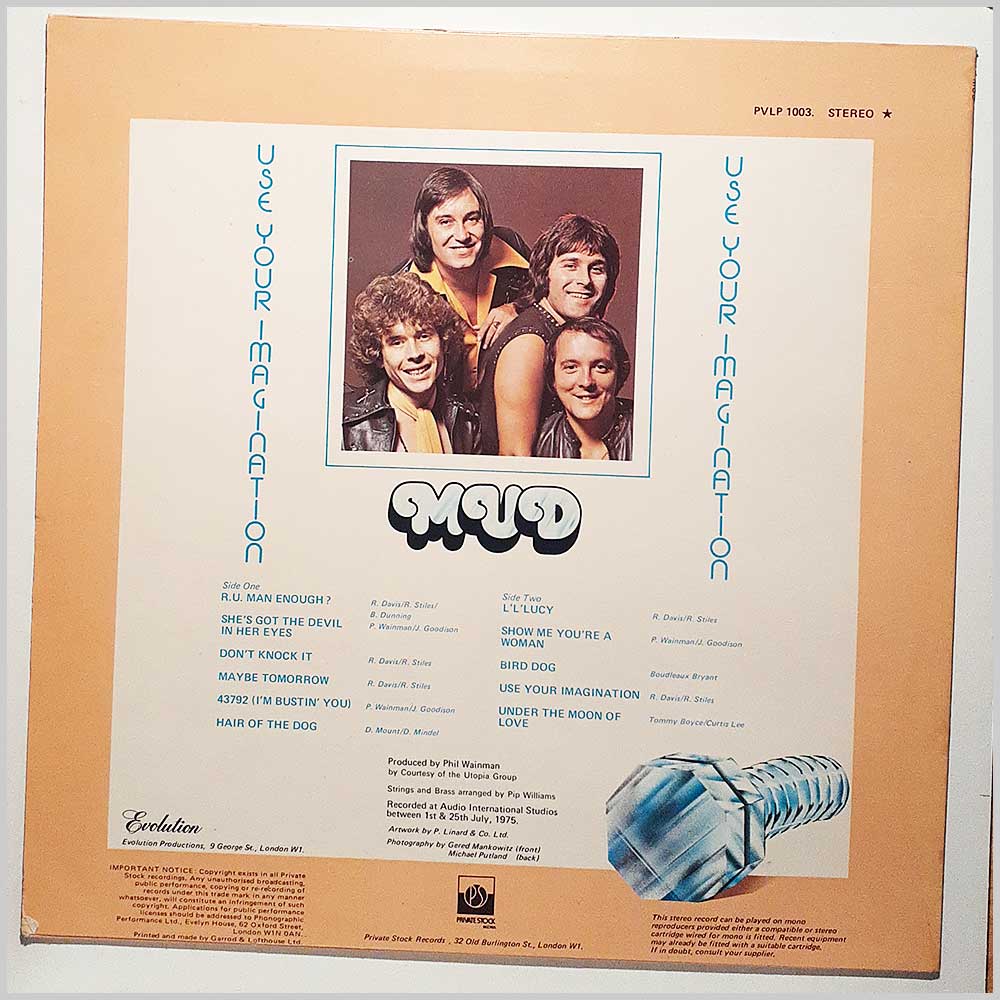 PVLP 1003. STEREO ★
USE YOUR IMAGINATION
USE YOUR IMAGINATION
MUD
Side One
R.U. MAN ENOUGH? R. Davis/R. Stiles/
B. Dunning
SHE'S GOT THE DEVIL P. Wainman/J. Goodison
IN HER EYES
DON'T KNOCK IT R. Davis/R. Stiles
MAYBE TOMORROW R. Davis/R. Stiles
43792 (I'M BUSTIN' YOU) P. Wainman/J. Goodison
HAIR OF THE DOG D. Mount/D. Mindel
Side Two
L'L'LUCY R. Davis/R. Stiles
SHOW ME YOU'RE A P. Wainman/J. Goodison
WOMAN
BIRD DOG Boudleaux Bryant
USE YOUR IMAGINATION R. Davis/R. Stiles
UNDER THE MOON OF Tommy Boyce/Curtis Lee
LOVE
Produced by Phil Wainman
by Courtesy of the Utopia Group
Strings and Brass arranged by Pip Williams
Recorded at Audio International Studios
between 1st & 25th July, 1975.
Artwork by P. Linard & Co. Ltd.
Photography by Gered Mankowitz (front)
Michael Putland (back)
Evolution
Evolution Productions, 9 George St., London W1.
IMPORTANT NOTICE: Copyright exists in all Private
Stock recordings. Any unauthorised broadcasting,
public performance, copying or re-recording of
records under this trade mark in any manner
whatsoever, will constitute an infringement of such
copyright. Applications for public performance
licenses should be addressed to Phonographic
Performance Ltd., Evelyn House, 62 Oxford Street,
London W1N 0AN.
Printed and made by Garrod & Lofthouse Ltd.
PS
PRIVATE STOCK
RECORDS
Private Stock Records, 32 Old Burlington St., London W1.
This stereo record can be played on mono
reproducers provided either a compatible or stereo
cartridge wired for mono is fitted. Recent equipment
may already be fitted with a suitable cartridge.
If in doubt, consult your supplier.